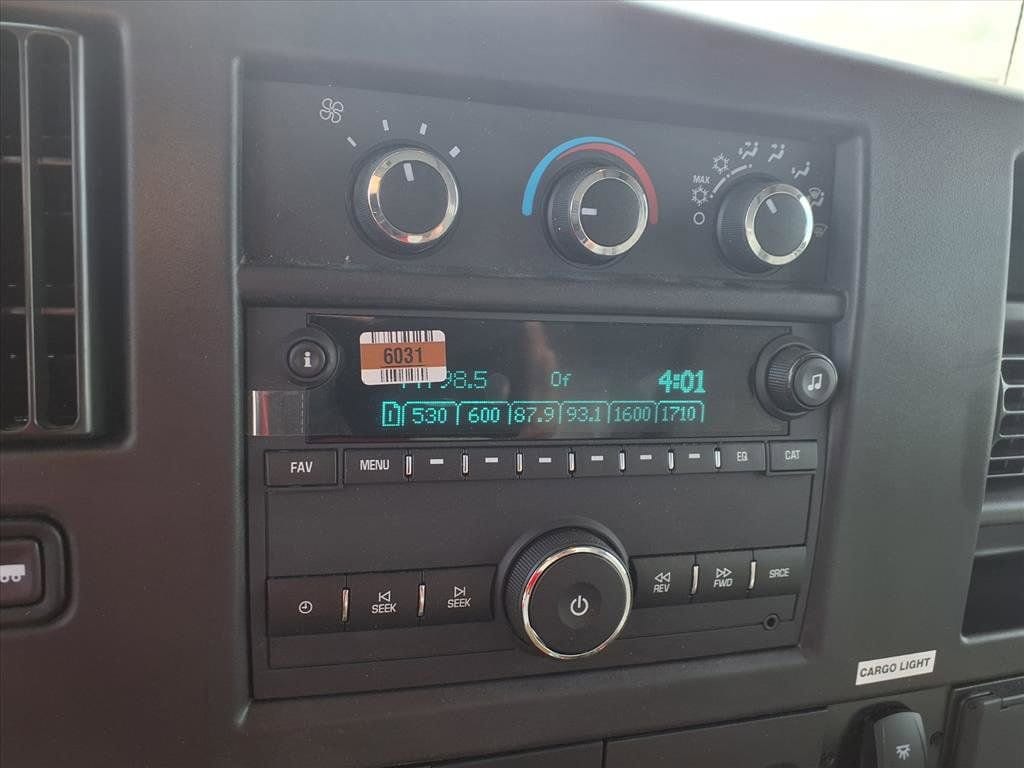 MAX
6031
98.5 Of 4:01
530 600 87.9 93.1 1600 1710
FAV MENU EQ CAT
SEEK SEEK REV FWD SRCE
CARGO LIGHT